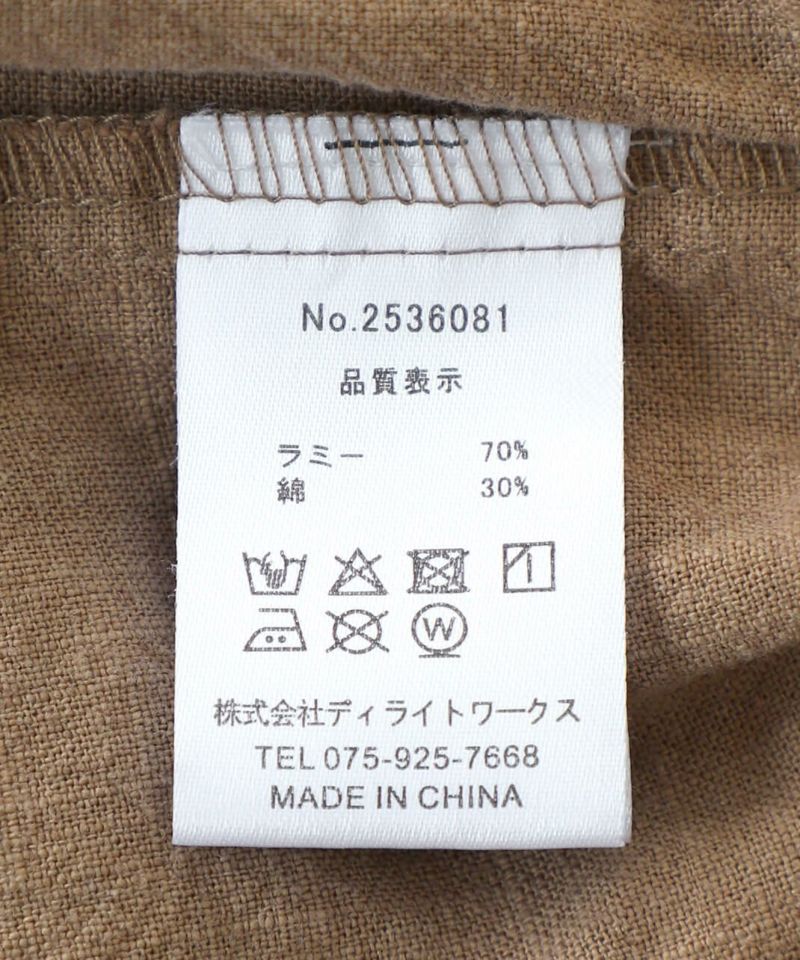 No.2536081
品質表示
ラミー 70%
綿 30%
W
株式会社ディライトワークス
TEL 075-925-7668
MADE IN CHINA